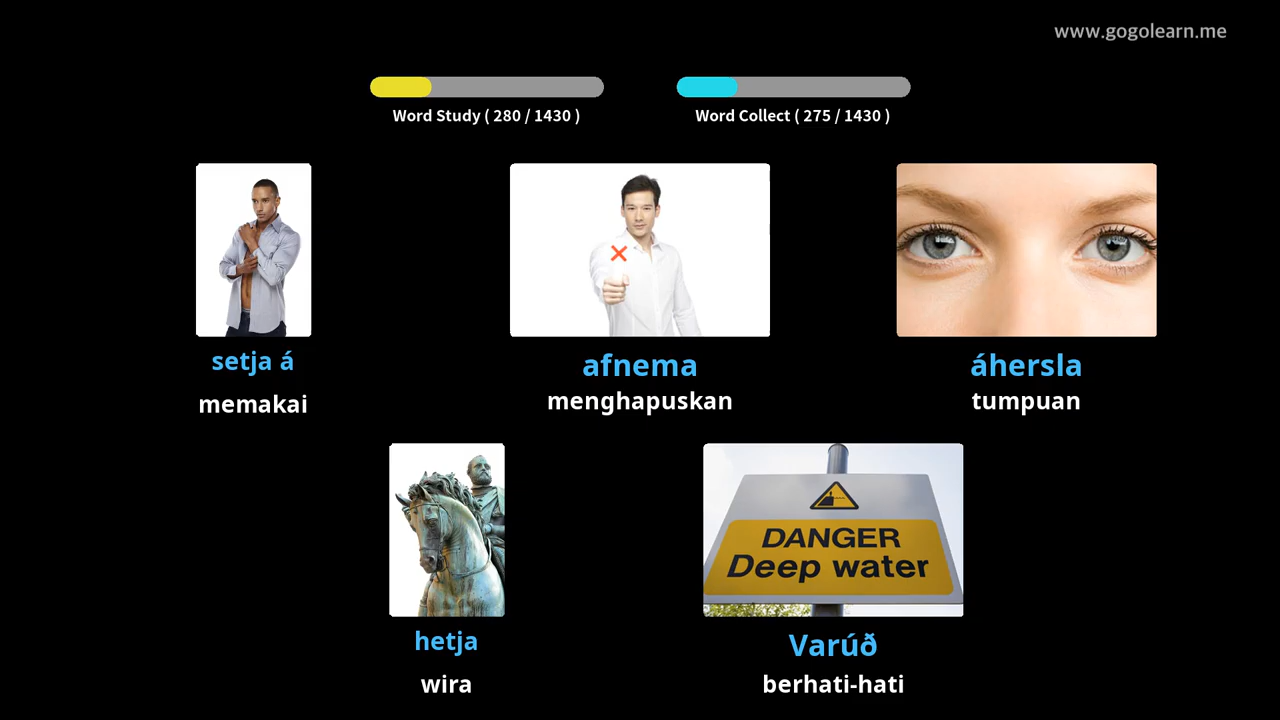 www.gogolearn.me
Word Study ( 280 / 1430 )
Word Collect ( 275 / 1430 )
setja á
memakai
afnema
menghapuskan
áhersla
tumpuan
DANGER
Deep water
hetja
wira
Varúð
berhati-hati